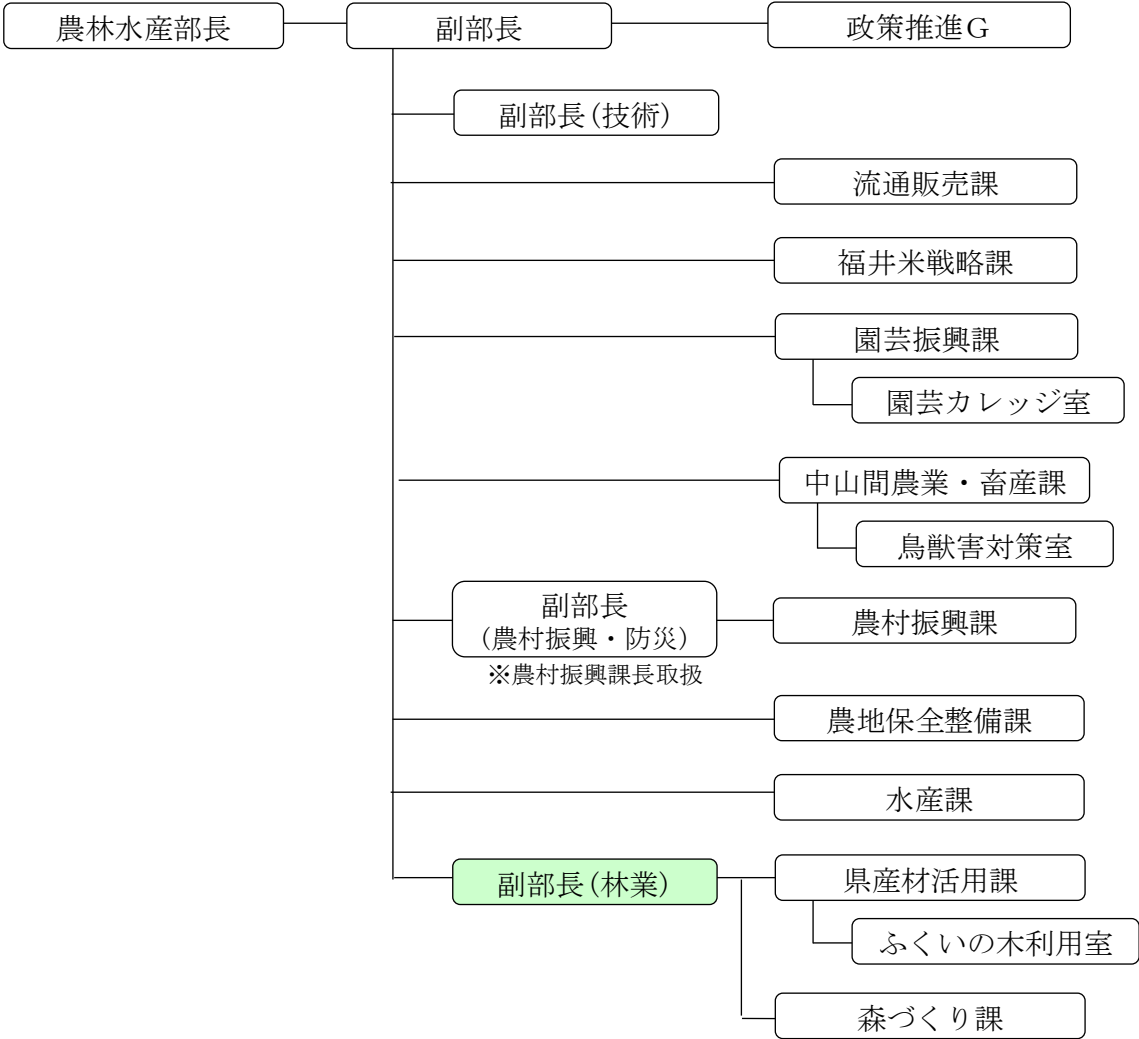 農林水産部長
副部長
政策推進G
副部長(技術)
流通販売課
福井米戦略課
園芸振興課
園芸カレッジ室
中山間農業・畜産課
鳥獣害対策室
副部長
(農村振興・防災)
農村振興課
※農村振興課長取扱
農地保全整備課
水産課
副部長(林業)
県産材活用課
ふくいの木利用室
森づくり課